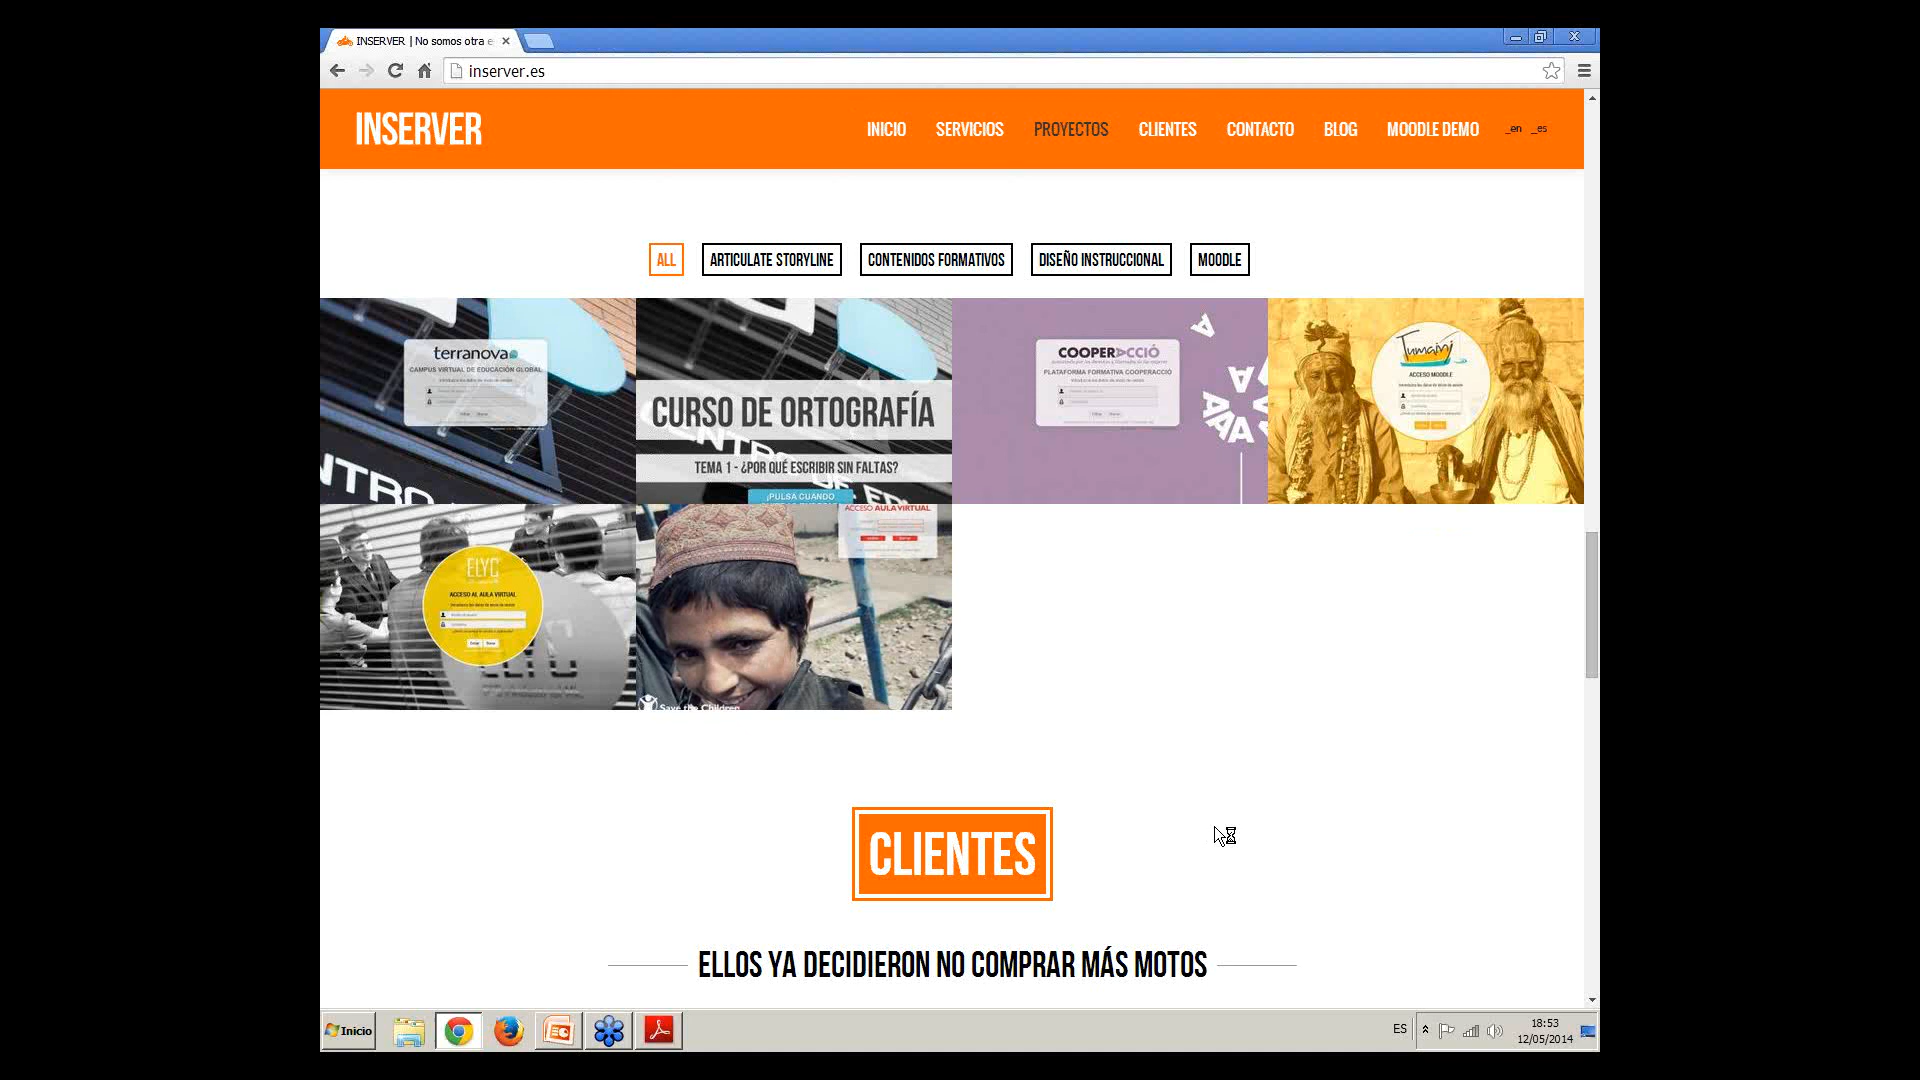 INSERVER | No somos otra e
inserver.es
INSERVER
INICIO SERVICIOS PROYECTOS CLIENTES CONTACTO BLOG MOODLE DEMO _en _es
ALL ARTICULATE STORYLINE CONTENIDOS FORMATIVOS DISEÑO INSTRUCCIONAL MOODLE
terranova
CAMPUS VIRTUAL DE EDUCACIÓN GLOBAL
CURSO DE ORTOGRAFÍA
TEMA 1 - ¿POR QUÉ ESCRIBIR SIN FALTAS?
¡PULSA CUANDO
COOPERACCIÓ
PLATAFORMA FORMATIVA COOPERACCIÓ
Tumaini
ACCESO MOODLE
ELYC
ACCESO AL AULA VIRTUAL
ACCESO AULA VIRTUAL
Save the Children
CLIENTES
ELLOS YA DECIDIERON NO COMPRAR MÁS MOTOS
Inicio
ES
18:53
12/05/2014